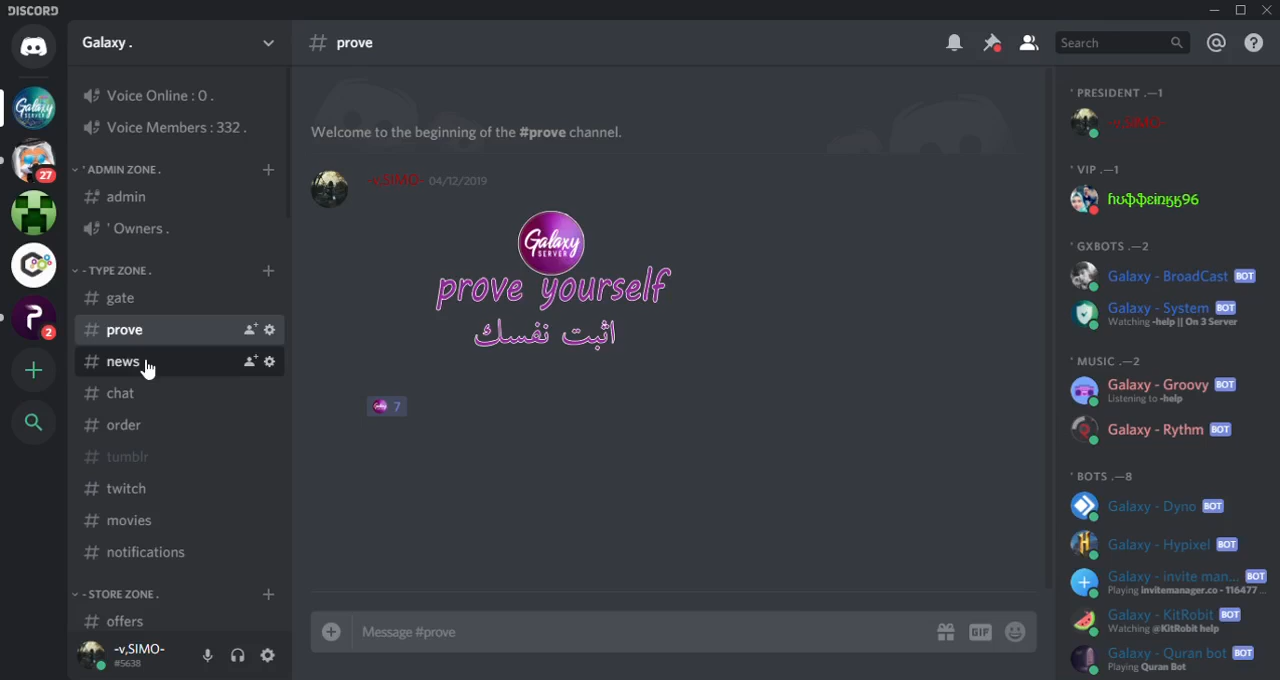 DISCORD
Galaxy .
Voice Online : 0 .
Voice Members : 332 .
' ADMIN ZONE .
admin
' Owners .
- TYPE ZONE .
gate
prove
news
chat
order
tumblr
twitch
movies
notifications
- STORE ZONE .
offers
-v,SIMO-
#5638
27
2
prove
Search
Welcome to the beginning of the #prove channel.
-v,SIMO- 04/12/2019
Galaxy
SERVER
prove yourself
اثبت نفسك
7
Message #prove
GIF
' PRESIDENT .—1
-v,SIMO-
' VIP .—1
' GXBOTS .—2
Galaxy - BroadCast BOT
Galaxy - System BOT
Watching -help || On 3 Server
' MUSIC .—2
Galaxy - Groovy BOT
Listening to -help
Galaxy - Rythm BOT
' BOTS .—8
Galaxy - Dyno BOT
Galaxy - Hypixel BOT
Galaxy - invite man... BOT
Playing invitemanager.co - 116477 ...
Galaxy - KitRobit BOT
Watching @KitRobit help
Galaxy - Quran bot BOT
Playing Quran Bot